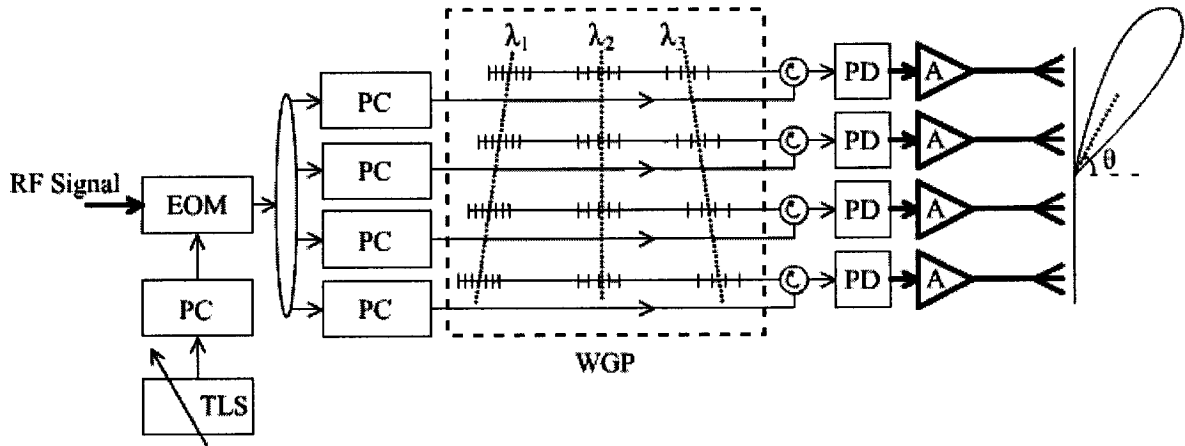 λ1 λ2 λ3
PC PD A
PC PD A
θ
RF Signal EOM
PC PD A
PC PC PD A
WGP
TLS